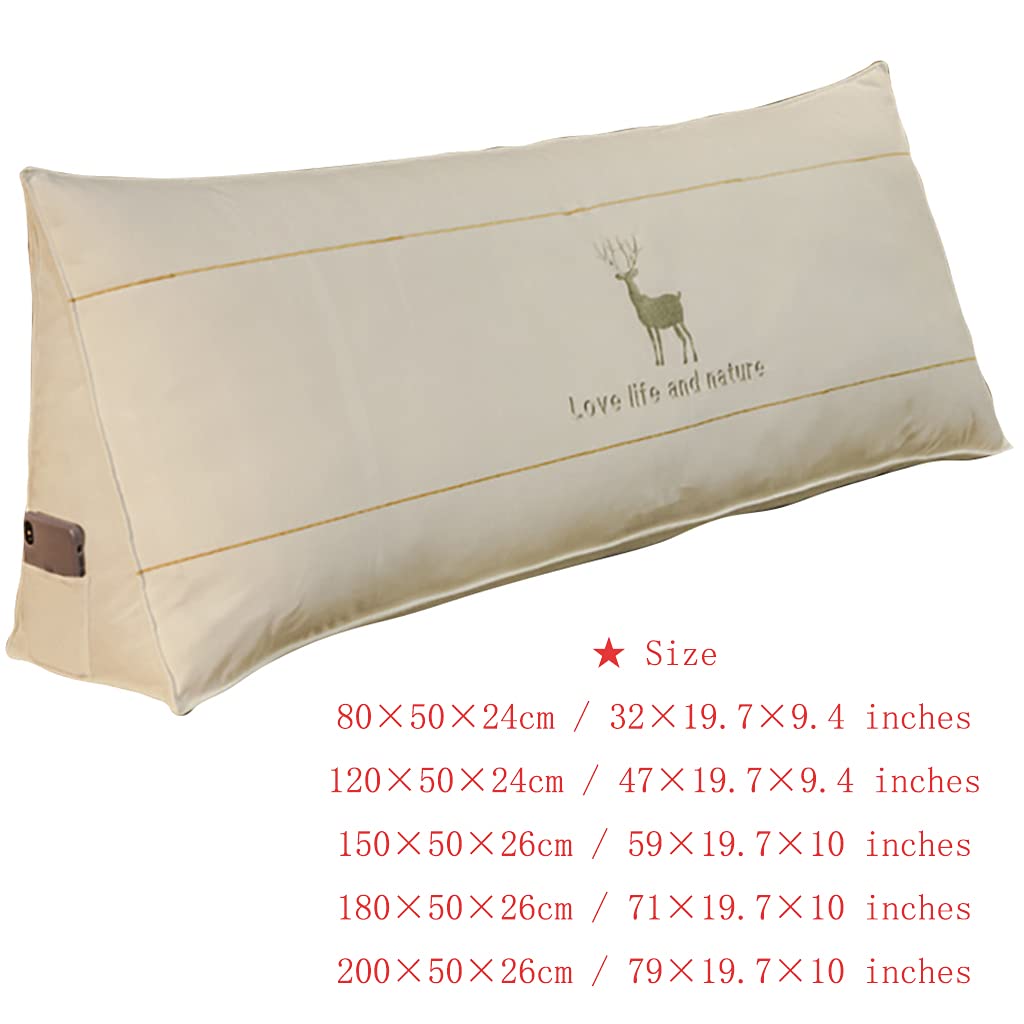 Love life and nature
★ Size
80×50×24cm / 32×19.7×9.4 inches
120×50×24cm / 47×19.7×9.4 inches
150×50×26cm / 59×19.7×10 inches
180×50×26cm / 71×19.7×10 inches
200×50×26cm / 79×19.7×10 inches